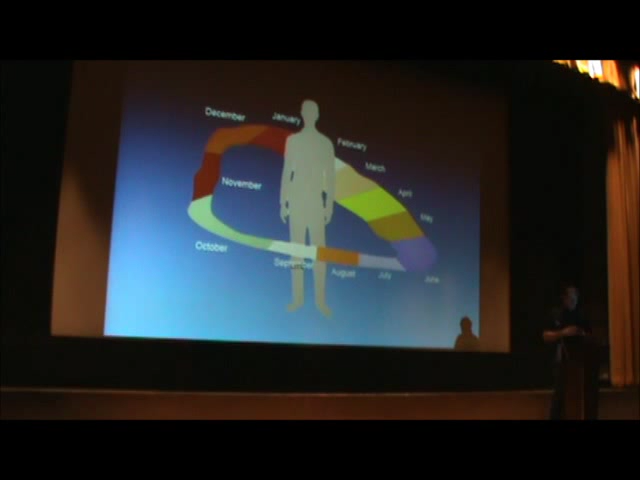 December
January
February
March
November
April
May
October
September
August
July
June